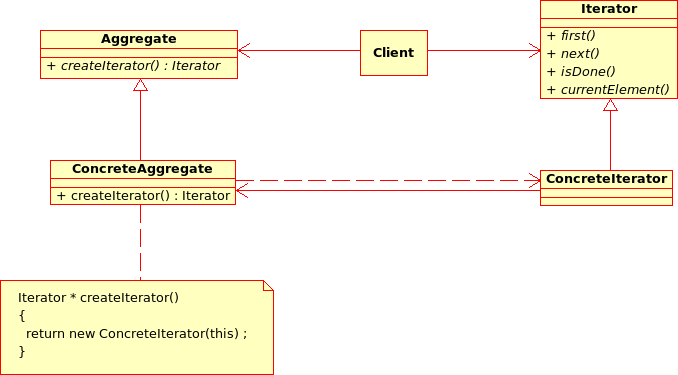 Iterator
+ first()
+ next()
+ isDone()
+ currentElement()
Aggregate
+ createIterator() : Iterator
Client
ConcreteAggregate
+ createIterator() : Iterator
ConcreteIterator
Iterator * createIterator()
{
return new ConcreteIterator(this) ;
}